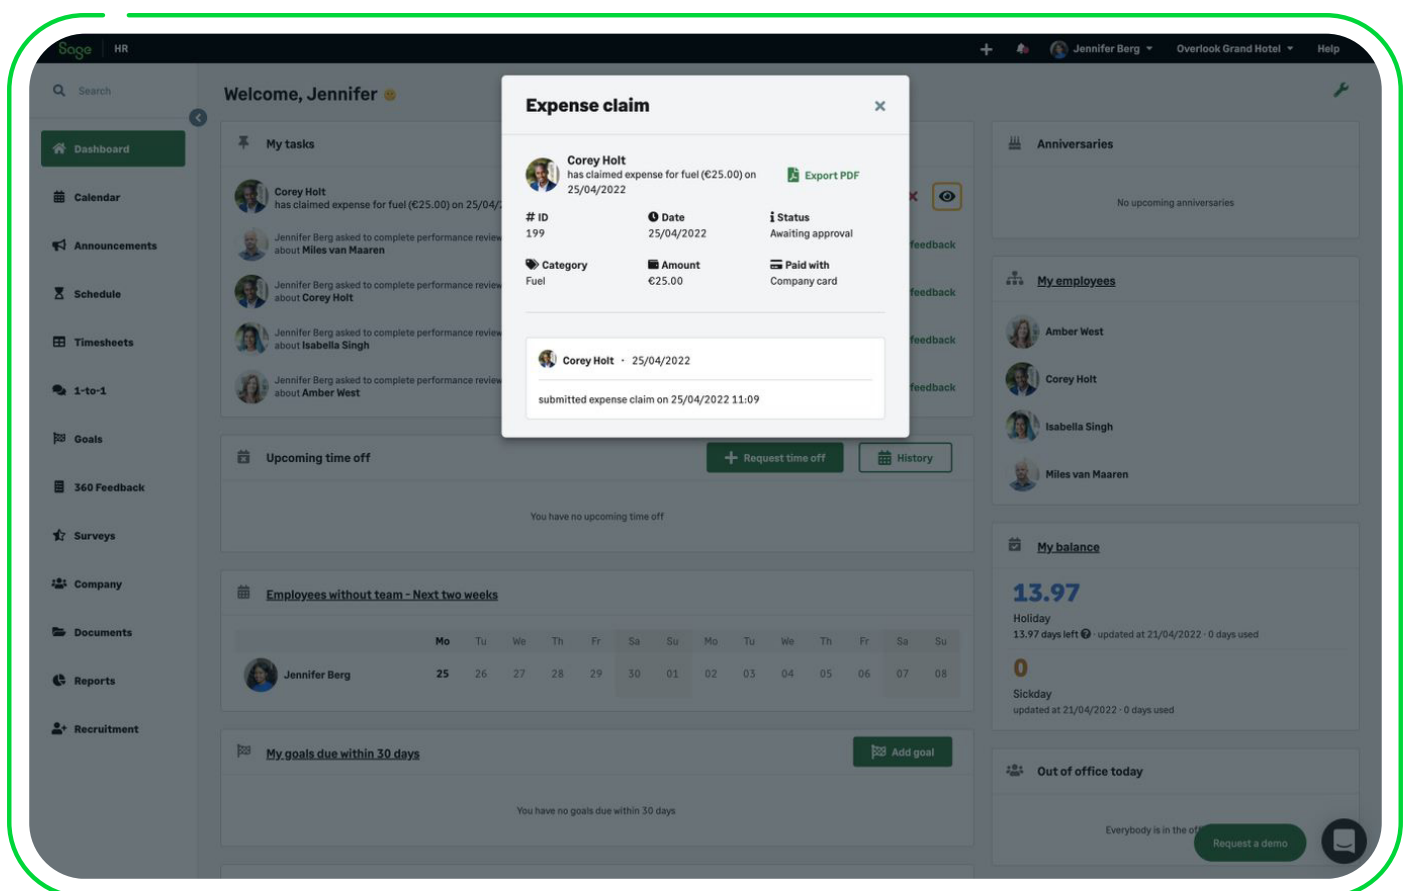 Sage HR
Jennifer Berg
Overlook Grand Hotel
Help
Search
Dashboard
Calendar
Announcements
Schedule
Timesheets
1-to-1
Goals
360 Feedback
Surveys
Company
Documents
Reports
Recruitment
Welcome, Jennifer
My tasks
Corey Holt
has claimed expense for fuel (€25.00) on 25/04/
Jennifer Berg asked to complete performance review
about Miles van Maaren
feedback
Jennifer Berg asked to complete performance review
about Corey Holt
feedback
Jennifer Berg asked to complete performance review
about Isabella Singh
feedback
Jennifer Berg asked to complete performance review
about Amber West
feedback
Expense claim
Corey Holt
has claimed expense for fuel (€25.00) on
25/04/2022
Export PDF
# ID
199
Date
25/04/2022
Status
Awaiting approval
Category
Fuel
Amount
€25.00
Paid with
Company card
Corey Holt · 25/04/2022
submitted expense claim on 25/04/2022 11:09
Upcoming time off
Request time off
History
You have no upcoming time off
Employees without team - Next two weeks
Mo Tu We Th Fr Sa Su Mo Tu We Th Fr Sa Su
Jennifer Berg 25 26 27 28 29 30 01 02 03 04 05 06 07 08
My goals due within 30 days
Add goal
You have no goals due within 30 days
Anniversaries
No upcoming anniversaries
My employees
Amber West
Corey Holt
Isabella Singh
Miles van Maaren
My balance
13.97
Holiday
13.97 days left · updated at 21/04/2022 · 0 days used
0
Sickday
updated at 21/04/2022 · 0 days used
Out of office today
Everybody is in the of
Request a demo